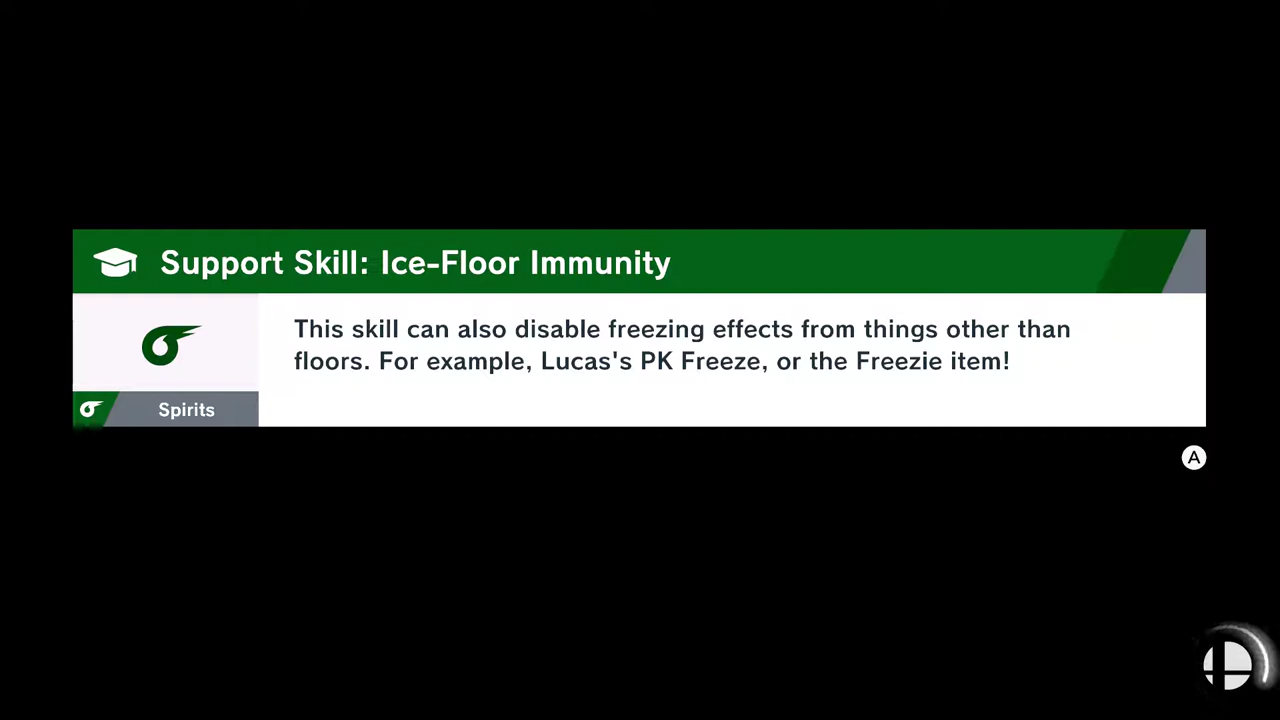 Support Skill: Ice-Floor Immunity
This skill can also disable freezing effects from things other than
floors. For example, Lucas's PK Freeze, or the Freezie item!
Spirits
A